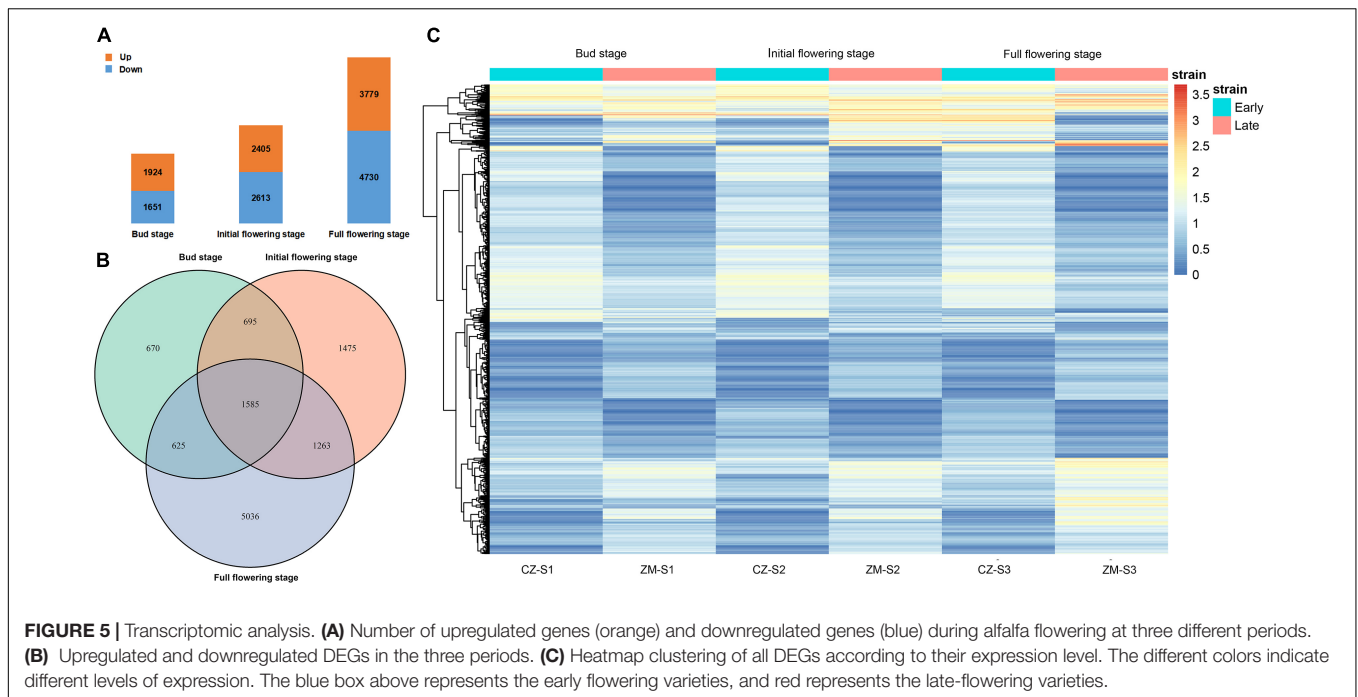 A
Up
Down
1924
1651
2405
2613
3779
4730
Bud stage
Initial flowering stage
Full flowering stage
B
Bud stage
Initial flowering stage
670
695
1475
1585
625
1263
5036
Full flowering stage
C
Bud stage
Initial flowering stage
Full flowering stage
strain
3.5
3
2.5
2
1.5
1
0.5
0
strain
Early
Late
CZ-S1
ZM-S1
CZ-S2
ZM-S2
CZ-S3
ZM-S3
FIGURE 5 | Transcriptomic analysis. (A) Number of upregulated genes (orange) and downregulated genes (blue) during alfalfa flowering at three different periods.
(B) Upregulated and downregulated DEGs in the three periods. (C) Heatmap clustering of all DEGs according to their expression level. The different colors indicate
different levels of expression. The blue box above represents the early flowering varieties, and red represents the late-flowering varieties.